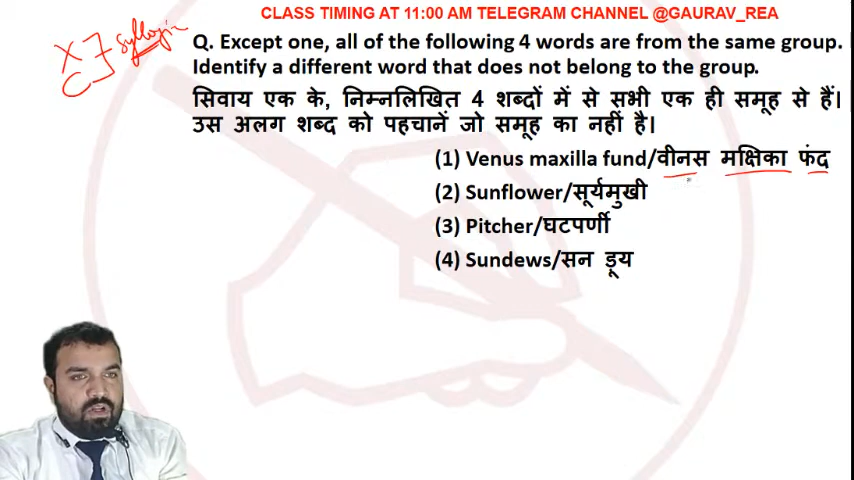 CLASS TIMING AT 11:00 AM TELEGRAM CHANNEL @GAURAV_REA
X
C
syllogic
Q. Except one, all of the following 4 words are from the same group.
Identify a different word that does not belong to the group.
सिवाय एक के, निम्नलिखित 4 शब्दों में से सभी एक ही समूह से हैं।
उस अलग शब्द को पहचानें जो समूह का नहीं है।
(1) Venus maxilla fund/वीनस मक्षिका फंद
(2) Sunflower/सूर्यमुखी
(3) Pitcher/घटपर्णी
(4) Sundews/सन ड्रूय